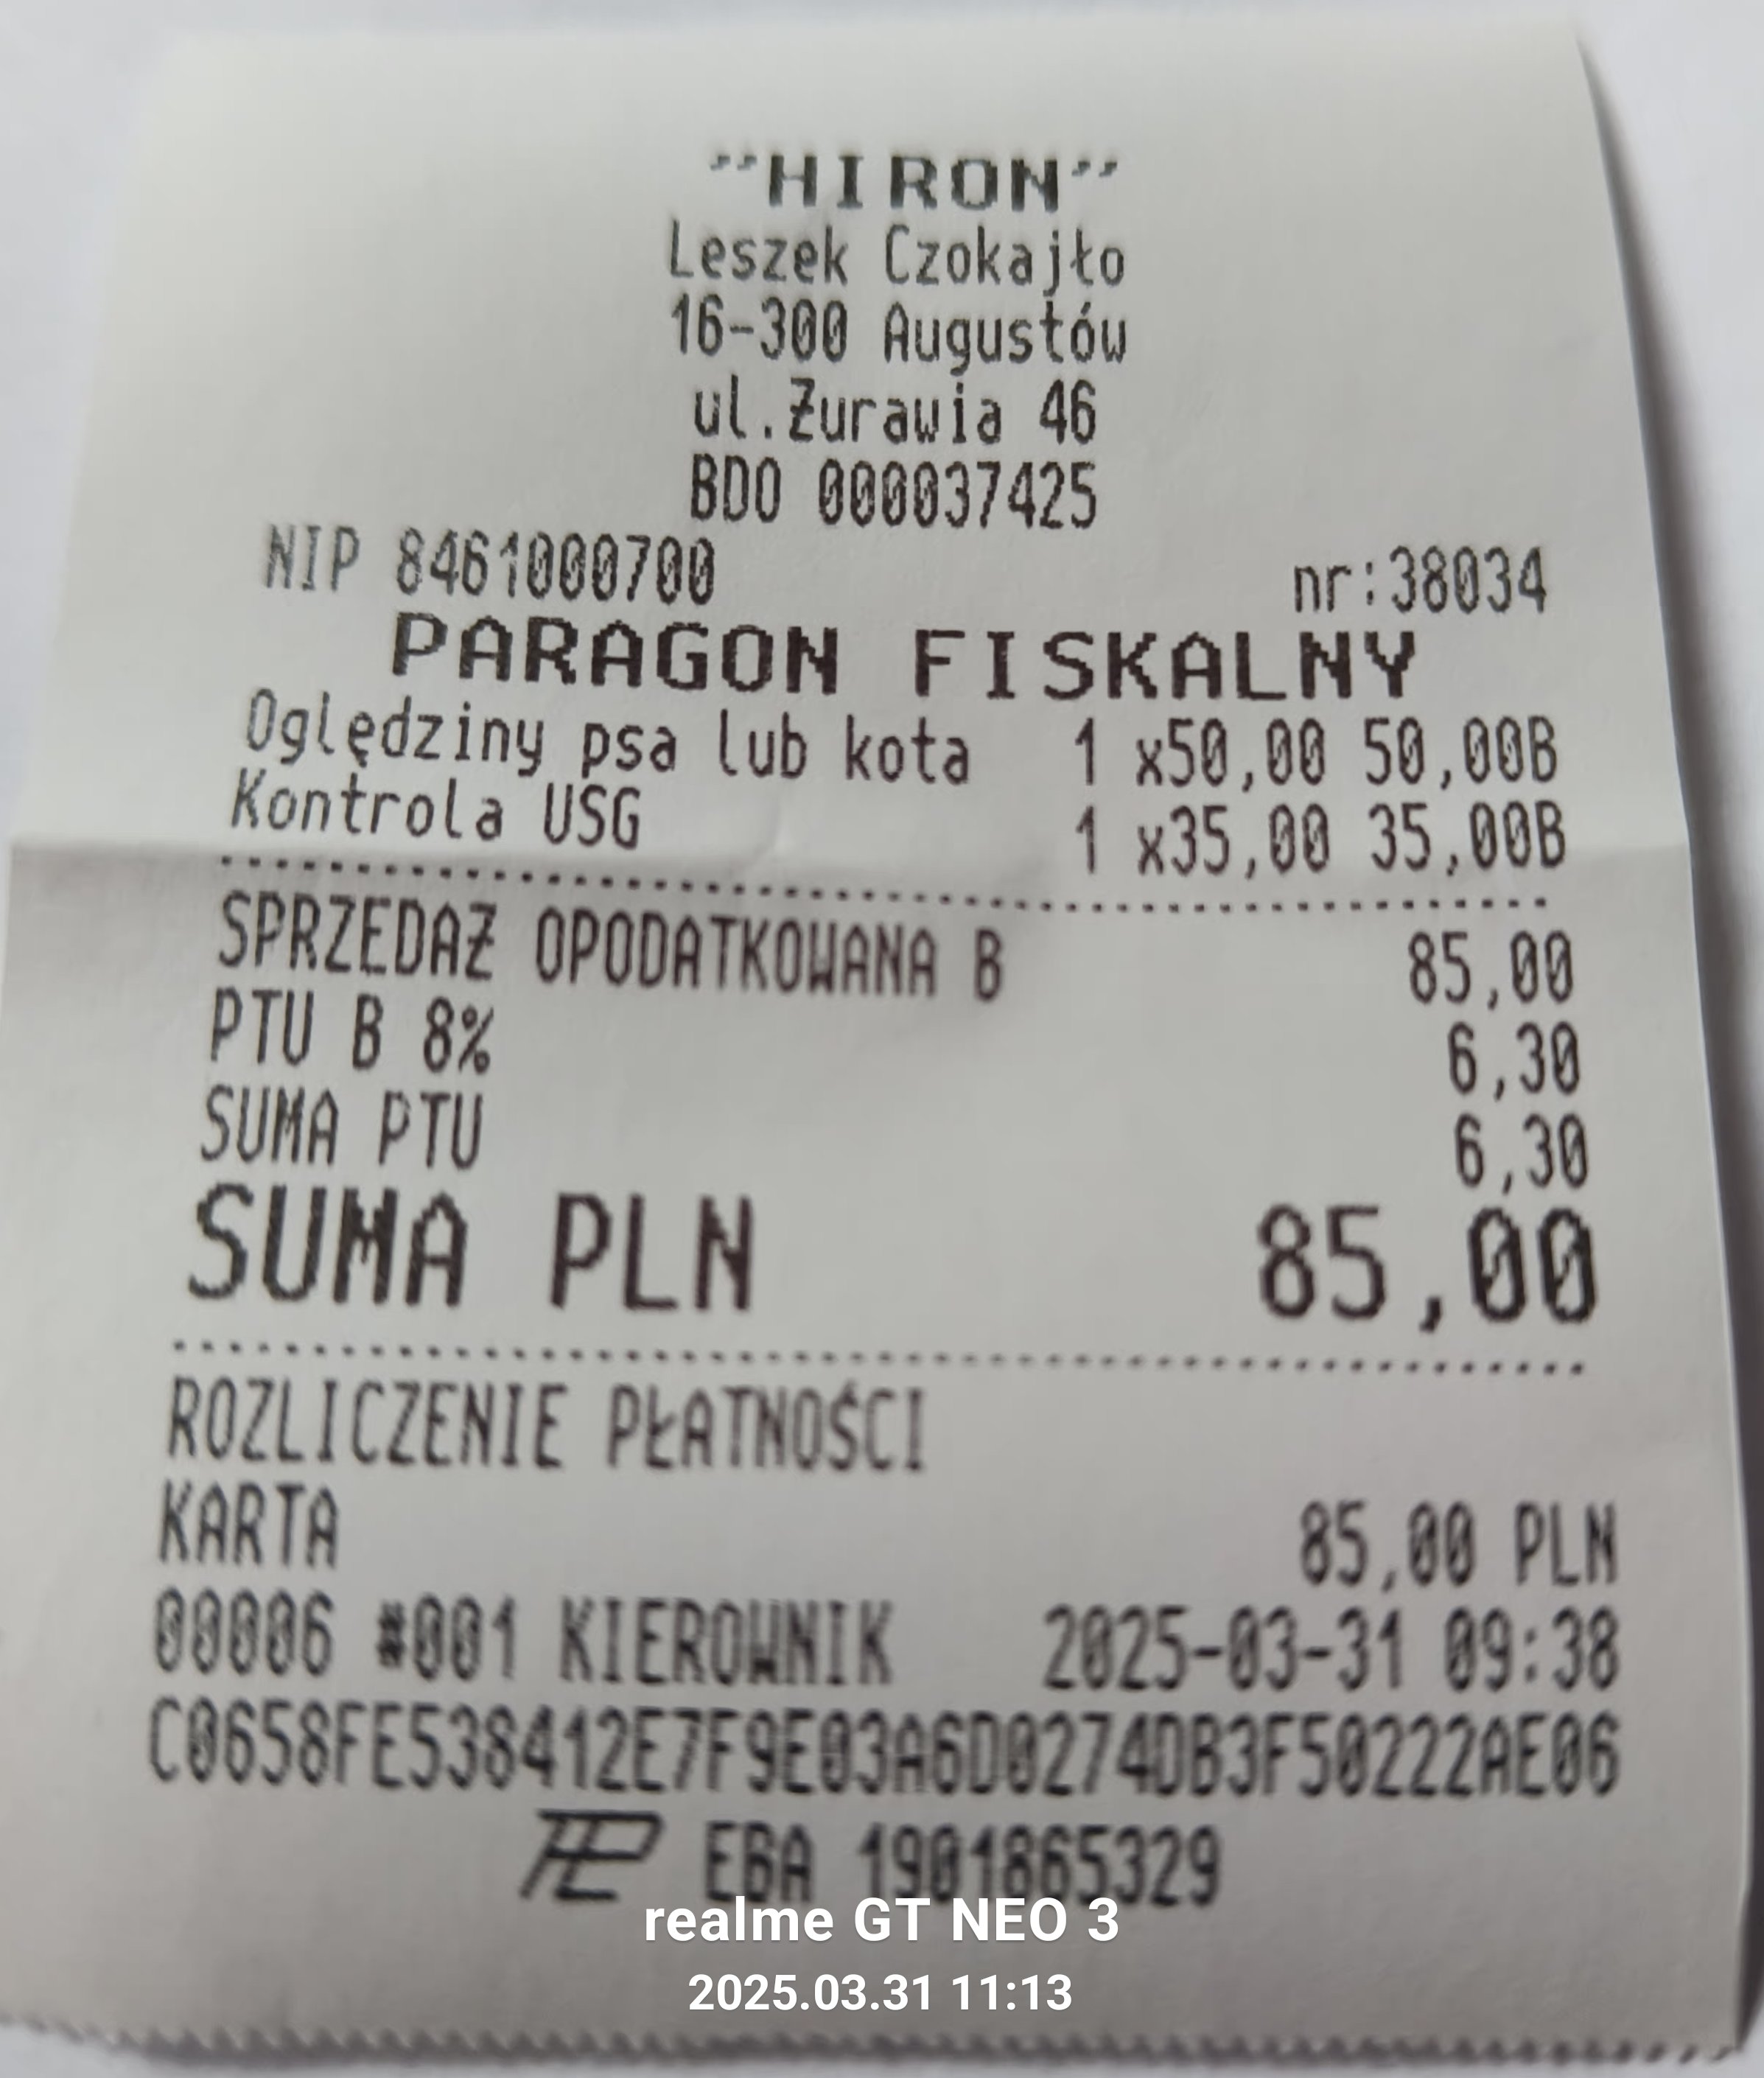 "HIRON"
Leszek Czokajło
16-300 Augustów
ul.Żurawia 46
BDO 000037425
NIP 8461000700 nr:38034
PARAGON FISKALNY
Oględziny psa lub kota 1 x50,00 50,00B
Kontrola USG 1 x35,00 35,00B
SPRZEDAŻ OPODATKOWANA B 85,00
PTU B 8% 6,30
SUMA PTU 6,30
SUMA PLN 85,00
ROZLICZENIE PŁATNOŚCI
KARTA 85,00 PLN
00006 #001 KIEROWNIK 2025-03-31 09:38
C0658FE538412E7F9E03A6D0274DB3F50222AE06
EBA 1901865329
realme GT NEO 3
2025.03.31 11:13